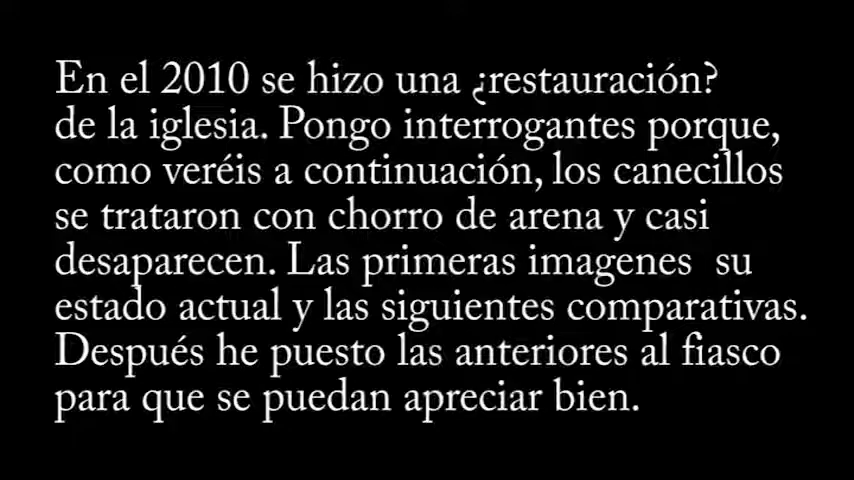 En el 2010 se hizo una ¿restauración?
de la iglesia. Pongo interrogantes porque,
como veréis a continuación, los canecillos
se trataron con chorro de arena y casi
desaparecen. Las primeras imagenes  su
estado actual y las siguientes comparativas.
Después he puesto las anteriores al fiasco
para que se puedan apreciar bien.